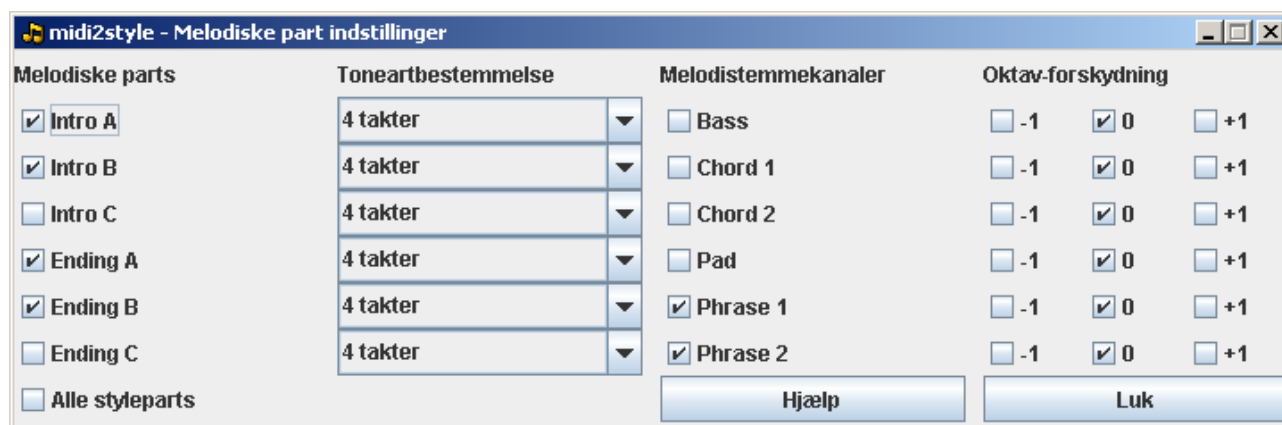 midi2style - Melodiske part indstillinger
Melodiske parts Toneartbestemmelse Melodistemmekanaler Oktav-forskydning
Intro A 4 takter Bass -1 0 +1
Intro B 4 takter Chord 1 -1 0 +1
Intro C 4 takter Chord 2 -1 0 +1
Ending A 4 takter Pad -1 0 +1
Ending B 4 takter Phrase 1 -1 0 +1
Ending C 4 takter Phrase 2 -1 0 +1
Alle styleparts Hjælp Luk